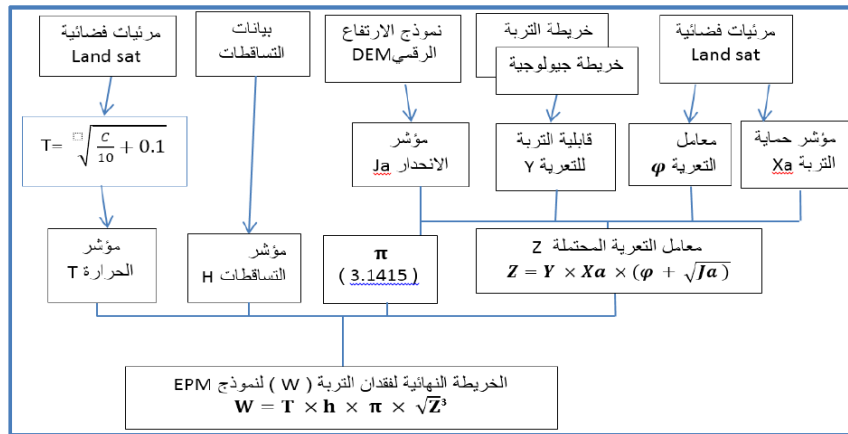 مرئيات فضائية
Land sat
بيانات
التساقطات
نموذج الارتفاع
الرقميDEM
خريطة التربة
خريطة جيولوجية
مرئيات فضائية
Land sat
T= √(C/10 + 0.1)
مؤشر
الانحدار Ja
قابلية التربة
للتعرية Y
معامل
التعرية φ
مؤشر حماية
التربة Xa
مؤشر
الحرارة T
مؤشر
التساقطات H
π
( 3.1415 )
معامل التعرية المحتملة Z
Z = Y × Xa × (φ + √Ja )
الخريطة النهائية لفقدان التربة ( W ) لنموذج EPM
W = T × h × π × √Z³